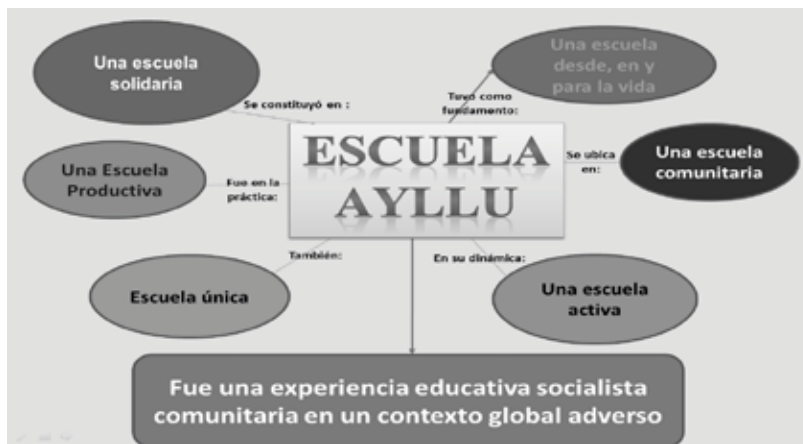 Una escuela
solidaria
Se constituyó en :
Una escuela
desde, en y
para la vida
Tuvo como
fundamento:
ESCUELA
AYLLU
Se ubica
en:
Una escuela
comunitaria
Una Escuela
Productiva
Fue en la
práctica:
También:
Escuela única
En su dinámica:
Una escuela
activa
Fue una experiencia educativa socialista
comunitaria en un contexto global adverso